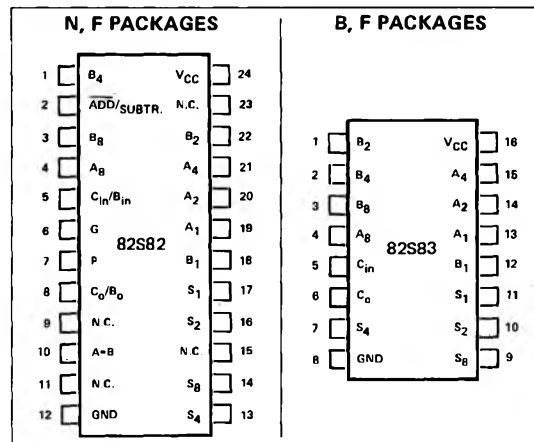 N, F PACKAGES
1 B4 VCC 24
2 ADD/SUBTR. N.C. 23
3 B8 B2 22
4 A8 A4 21
5 Cin/Bin A2 20
6 G A1 19
82S82
7 P B1 18
8 Co/Bo S1 17
9 N.C. S2 16
10 A=B N.C. 15
11 N.C. S8 14
12 GND S4 13
B, F PACKAGES
1 B2 VCC 16
2 B4 A4 15
3 B8 A2 14
4 A8 A1 13
82S83
5 Cin B1 12
6 Co S1 11
7 S4 S2 10
8 GND S8 9